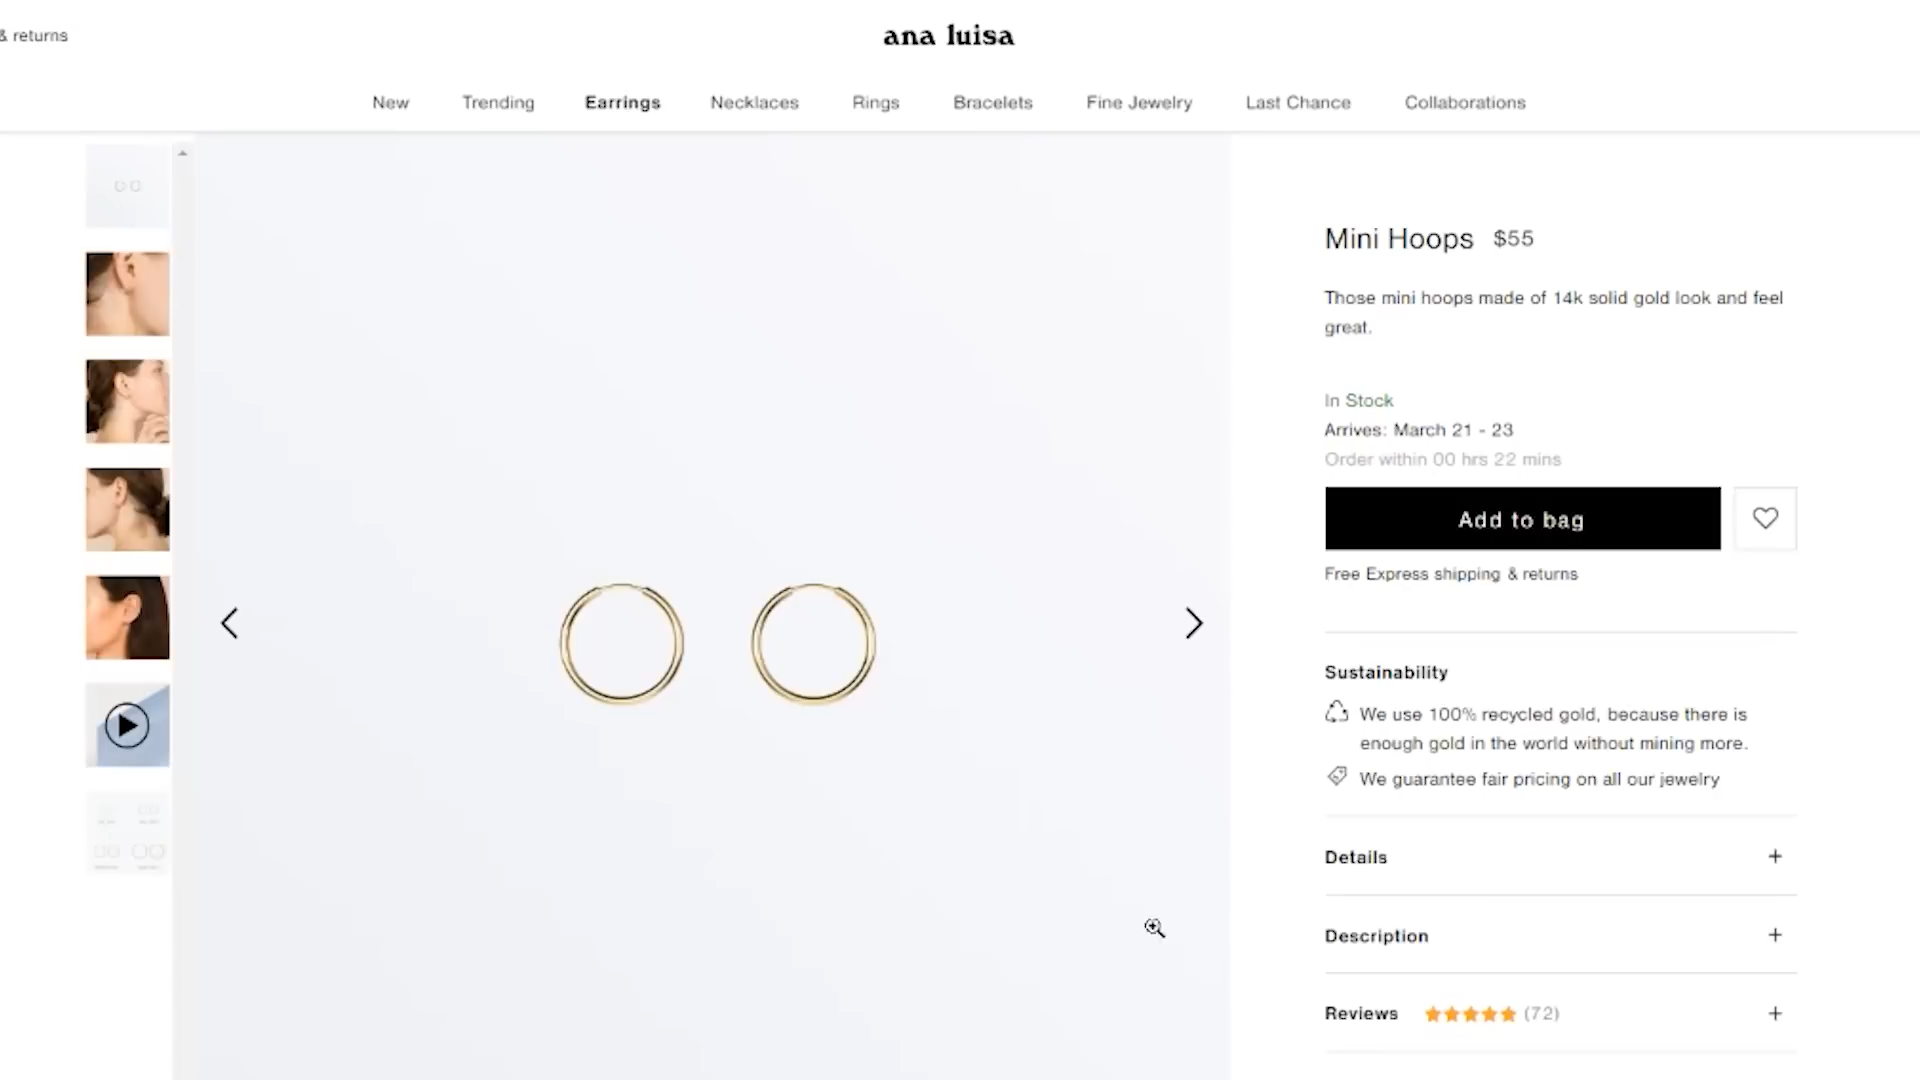 & returns
ana luisa
New Trending Earrings Necklaces Rings Bracelets Fine Jewelry Last Chance Collaborations
Mini Hoops $55
Those mini hoops made of 14k solid gold look and feel
great.
In Stock
Arrives: March 21 - 23
Order within 00 hrs 22 mins
Add to bag
Free Express shipping & returns
Sustainability
We use 100% recycled gold, because there is
enough gold in the world without mining more.
We guarantee fair pricing on all our jewelry
Details +
Description +
Reviews (72) +